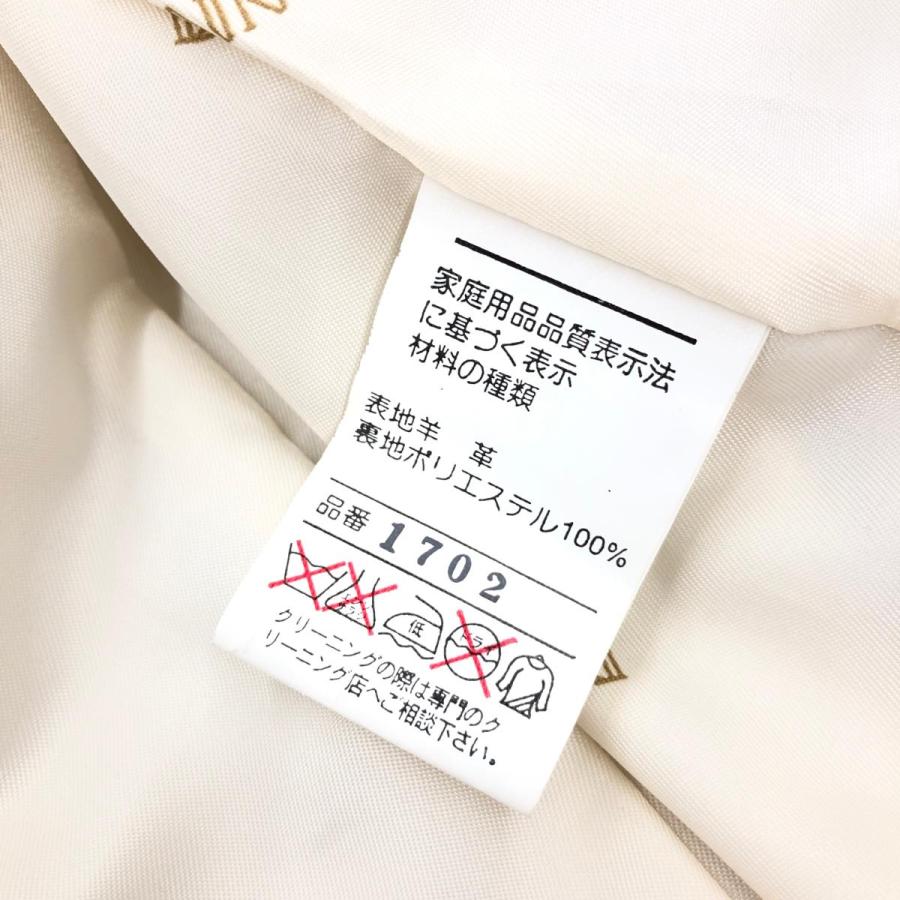 家庭用品品質表示法
に基づく表示
材料の種類
表地羊 革
裏地ポリエステル100%
品番 1702
低
ドライ
クリーニングの際は専門のク
リーニング店へご相談下さい。